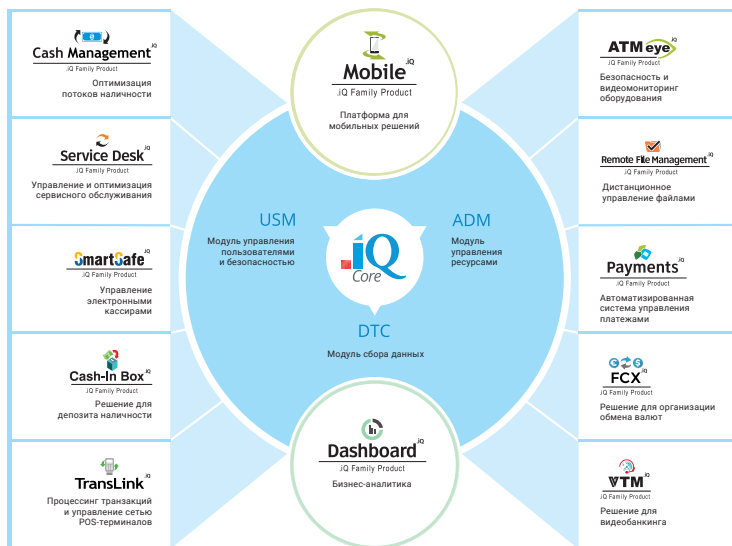 Cash Management.iQ
.iQ Family Product
Оптимизация
потоков наличности
Service Desk.iQ
.iQ Family Product
Управление и оптимизация
сервисного обслуживания
SmartSafe.iQ
.iQ Family Product
Управление
электронными
кассирами
Cash-In Box.iQ
.iQ Family Product
Решение для
депозита наличности
TransLink.iQ
Процессинг транзакций
и управление сетью
POS-терминалов
Mobile.iQ
.iQ Family Product
Платформа для
мобильных решений
USM
Модуль управления
пользователями
и безопасностью
.iQ
Core
ADM
Модуль
управления
ресурсами
DTC
Модуль сбора данных
Dashboard.iQ
.iQ Family Product
Бизнес-аналитика
ATMeye.iQ
.iQ Family Product
Безопасность и
видеомониторинг
оборудования
Remote File Management.iQ
.iQ Family Product
Дистанционное
управление файлами
Payments.iQ
.iQ Family Product
Автоматизированная
система управления
платежами
FCX.iQ
.iQ Family Product
Решение для организации
обмена валют
VTM.iQ
.iQ Family Product
Решение для
видеобанкинга